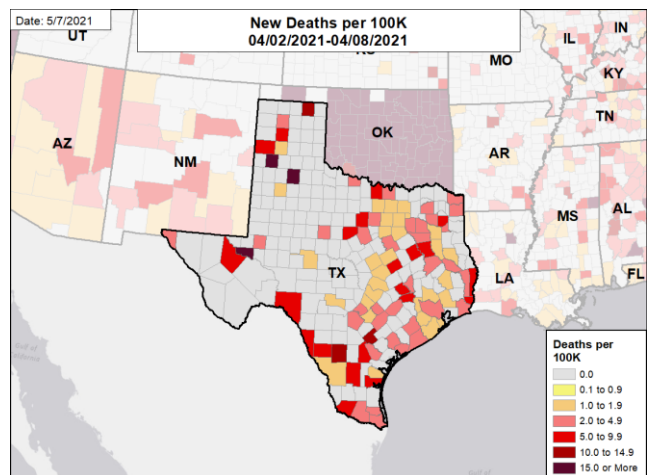 Date: 5/7/2021
New Deaths per 100K
04/02/2021-04/08/2021
UT
MO
IL
IN
KY
TN
AZ
NM
OK
AR
MS
AL
TX
LA
FL
Gulf of
California
Deaths per
100K
0.0
0.1 to 0.9
1.0 to 1.9
2.0 to 4.9
5.0 to 9.9
10.0 to 14.9
15.0 or More